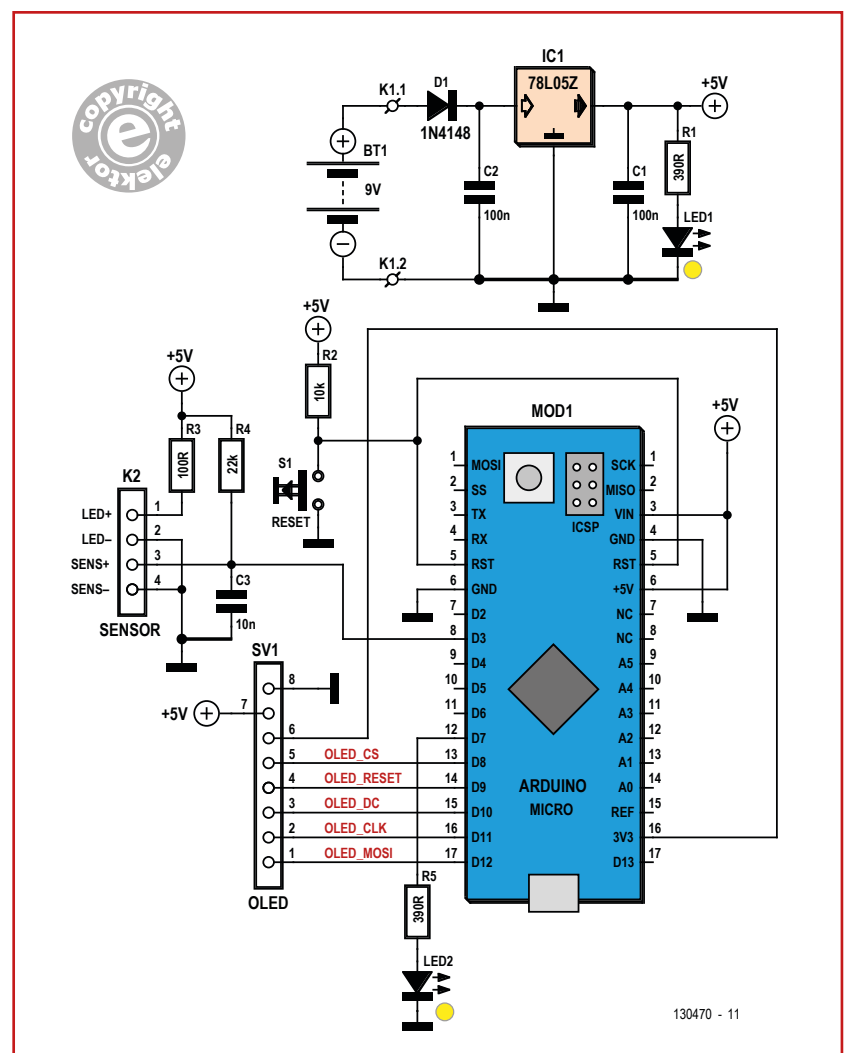 copyright
e
elektor
IC1
78L05Z
K1.1
D1
1N4148
+5V
BT1
9V
C2
100n
C1
100n
R1
390R
LED1
K1.2
+5V
R2
10k
S1
RESET
+5V
R3
100R
R4
22k
K2
LED+ 1
LED– 2
SENS+ 3
SENS– 4
SENSOR
C3
10n
MOD1
+5V
ICSP
1 MOSI SCK 1
2 SS MISO 2
3 TX VIN 3
4 RX GND 4
5 RST RST 5
6 GND +5V 6
7 D2 NC 7
8 D3 NC 8
9 D4 A5 9
10 D5 A4 10
11 D6 A3 11
12 D7 A2 12
13 D8 A1 13
14 D9 A0 14
15 D10 REF 15
16 D11 3V3 16
17 D12 D13 17
ARDUINO
MICRO
SV1
8
+5V 7
6
5 OLED_CS
4 OLED_RESET
3 OLED_DC
2 OLED_CLK
1 OLED_MOSI
OLED
R5
390R
LED2
130470 - 11